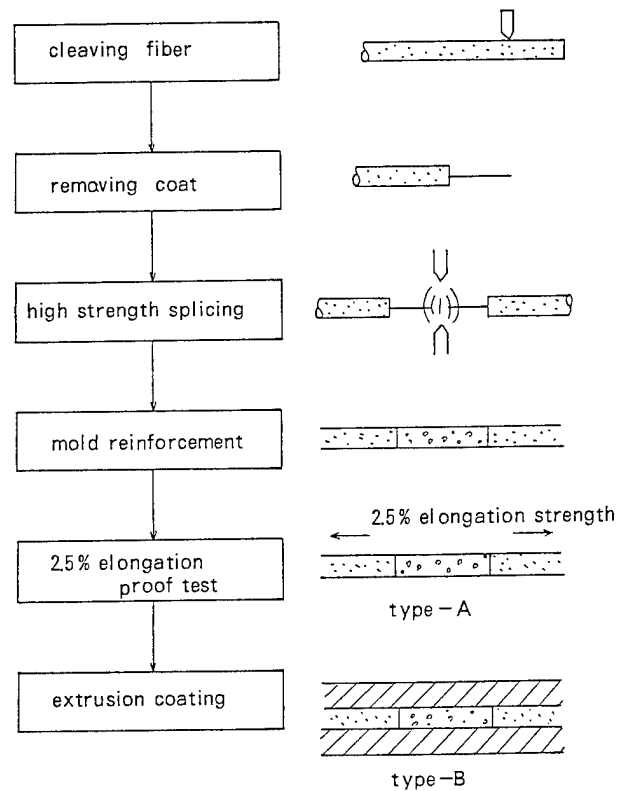 cleaving fiber
removing coat
high strength splicing
mold reinforcement
2.5% elongation strength
2.5% elongation
proof test
type-A
extrusion coating
type-B